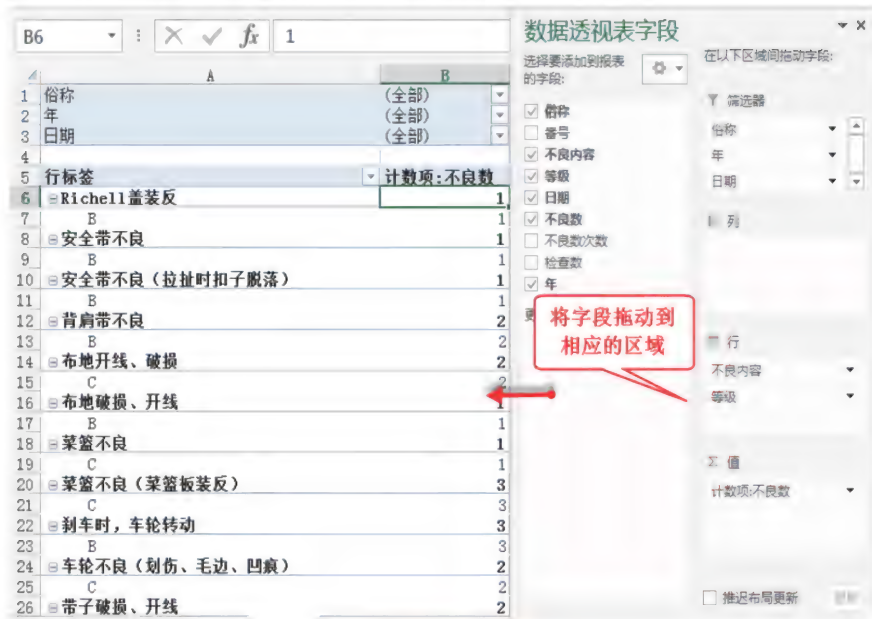 B6 fx 1
A B
1 俗称 (全部)
2 年 (全部)
3 日期 (全部)
4
5 行标签 计数项:不良数
6 Richell盖装反 1
7 B 1
8 安全带不良 1
9 B 1
10 安全带不良（拉扯时扣子脱落） 1
11 B 1
12 背肩带不良 2
13 B 2
14 布地开线、破损 2
15 C 2
16 布地破损、开线 1
17 B 1
18 菜篮不良 1
19 C 1
20 菜篮不良（菜篮板装反） 3
21 C 3
22 刹车时，车轮转动 3
23 B 3
24 车轮不良（划伤、毛边、凹痕） 2
25 C 2
26 带子破损、开线 2
数据透视表字段
选择要添加到报表
的字段:
俗称
番号
不良内容
等级
日期
不良数
不良数次数
检查数
年
更
将字段拖动到
相应的区域
在以下区域间拖动字段:
筛选器
俗称
年
日期
列
行
不良内容
等级
Σ 值
计数项:不良数
推迟布局更新